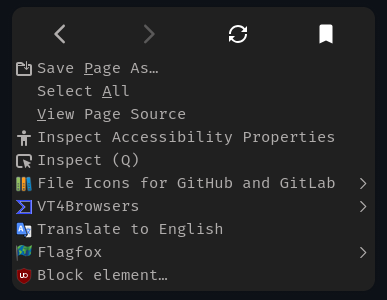 Save Page As…
Select All
View Page Source
Inspect Accessibility Properties
Inspect (Q)
File Icons for GitHub and GitLab
VT4Browsers
Translate to English
Flagfox
Block element…